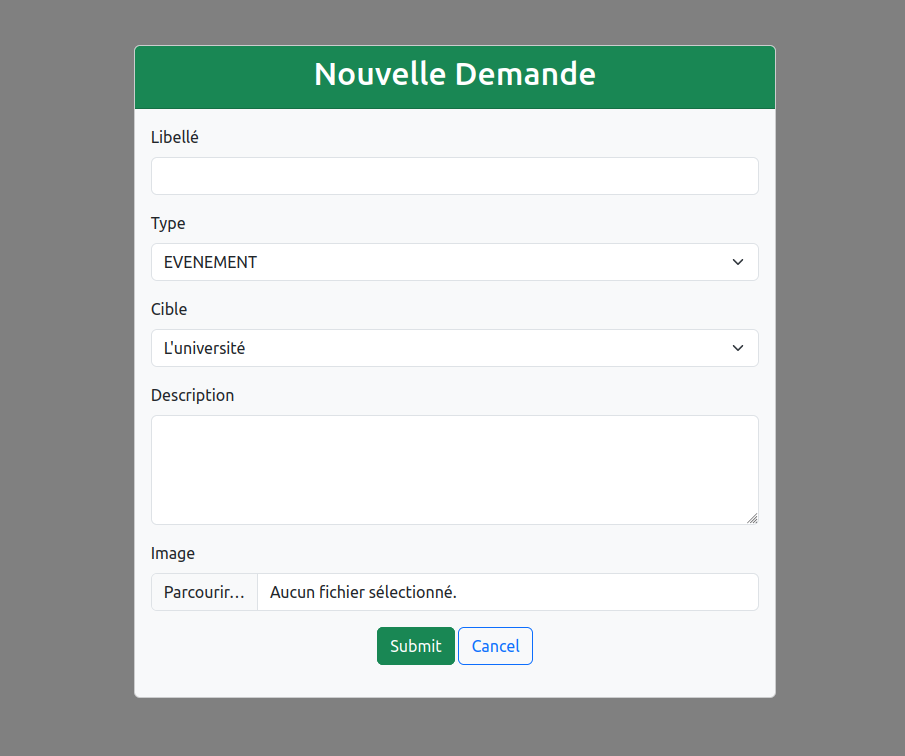 Nouvelle Demande
Libellé
Type
EVENEMENT
Cible
L'université
Description
Image
Parcourir... Aucun fichier sélectionné.
Submit Cancel